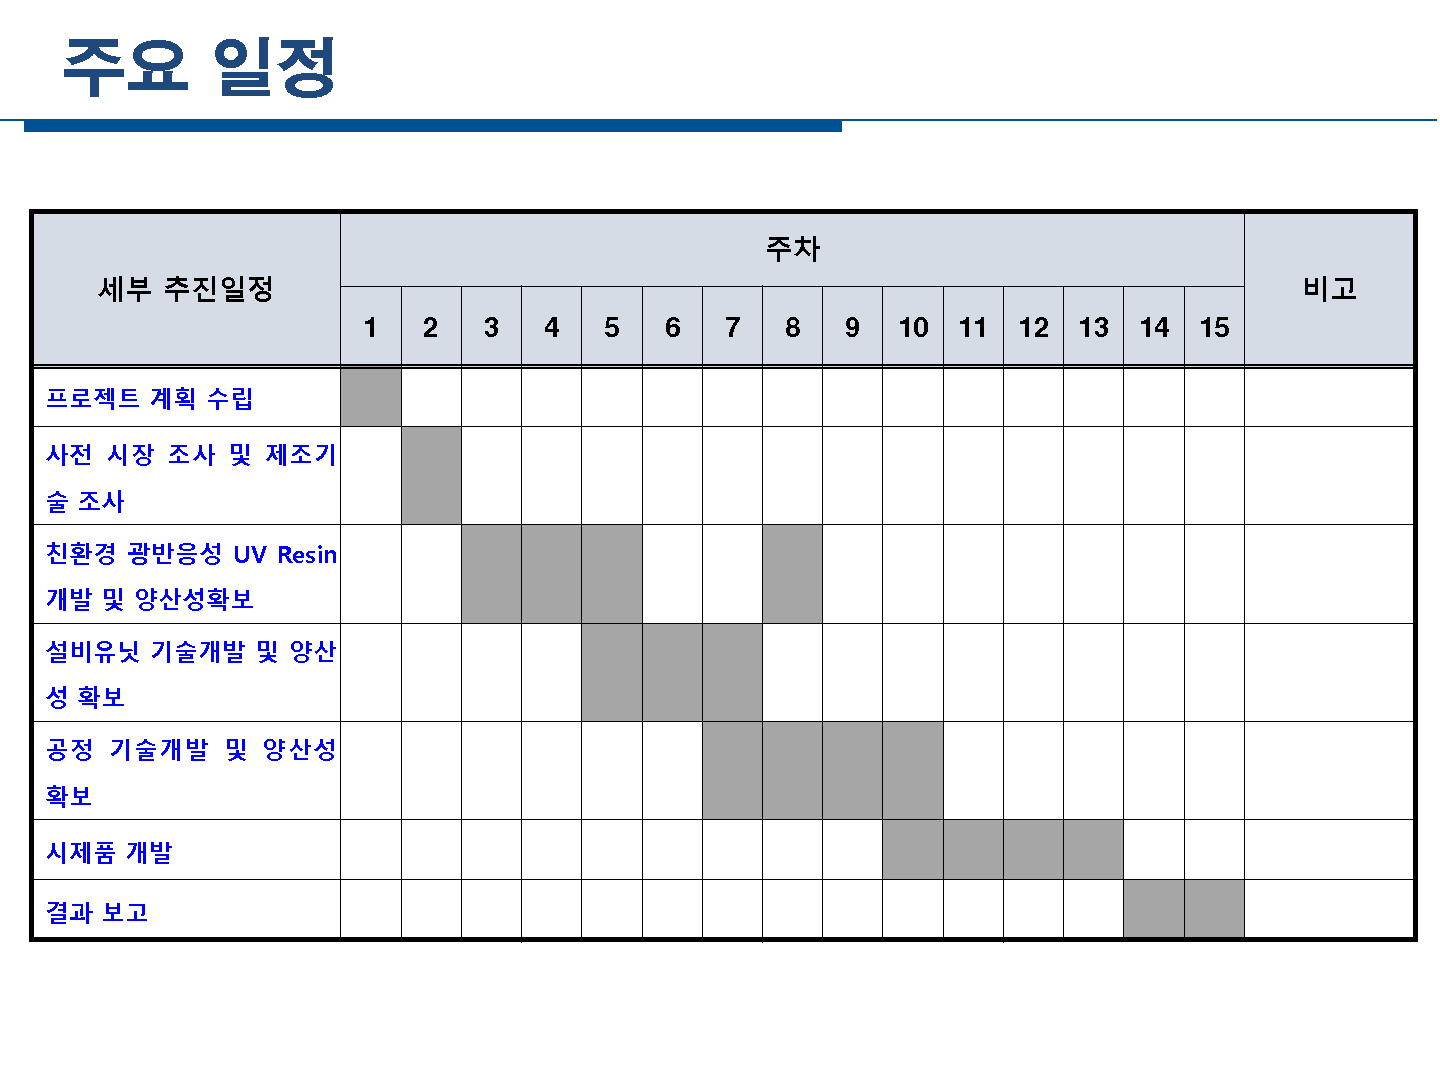 주요 일정
세부 추진일정
주차
비고
1 2 3 4 5 6 7 8 9 10 11 12 13 14 15
프로젝트 계획 수립
사전 시장 조사 및 제조기
술 조사
친환경 광반응성 UV Resin
개발 및 양산성확보
설비유닛 기술개발 및 양산
성 확보
공정 기술개발 및 양산성
확보
시제품 개발
결과 보고